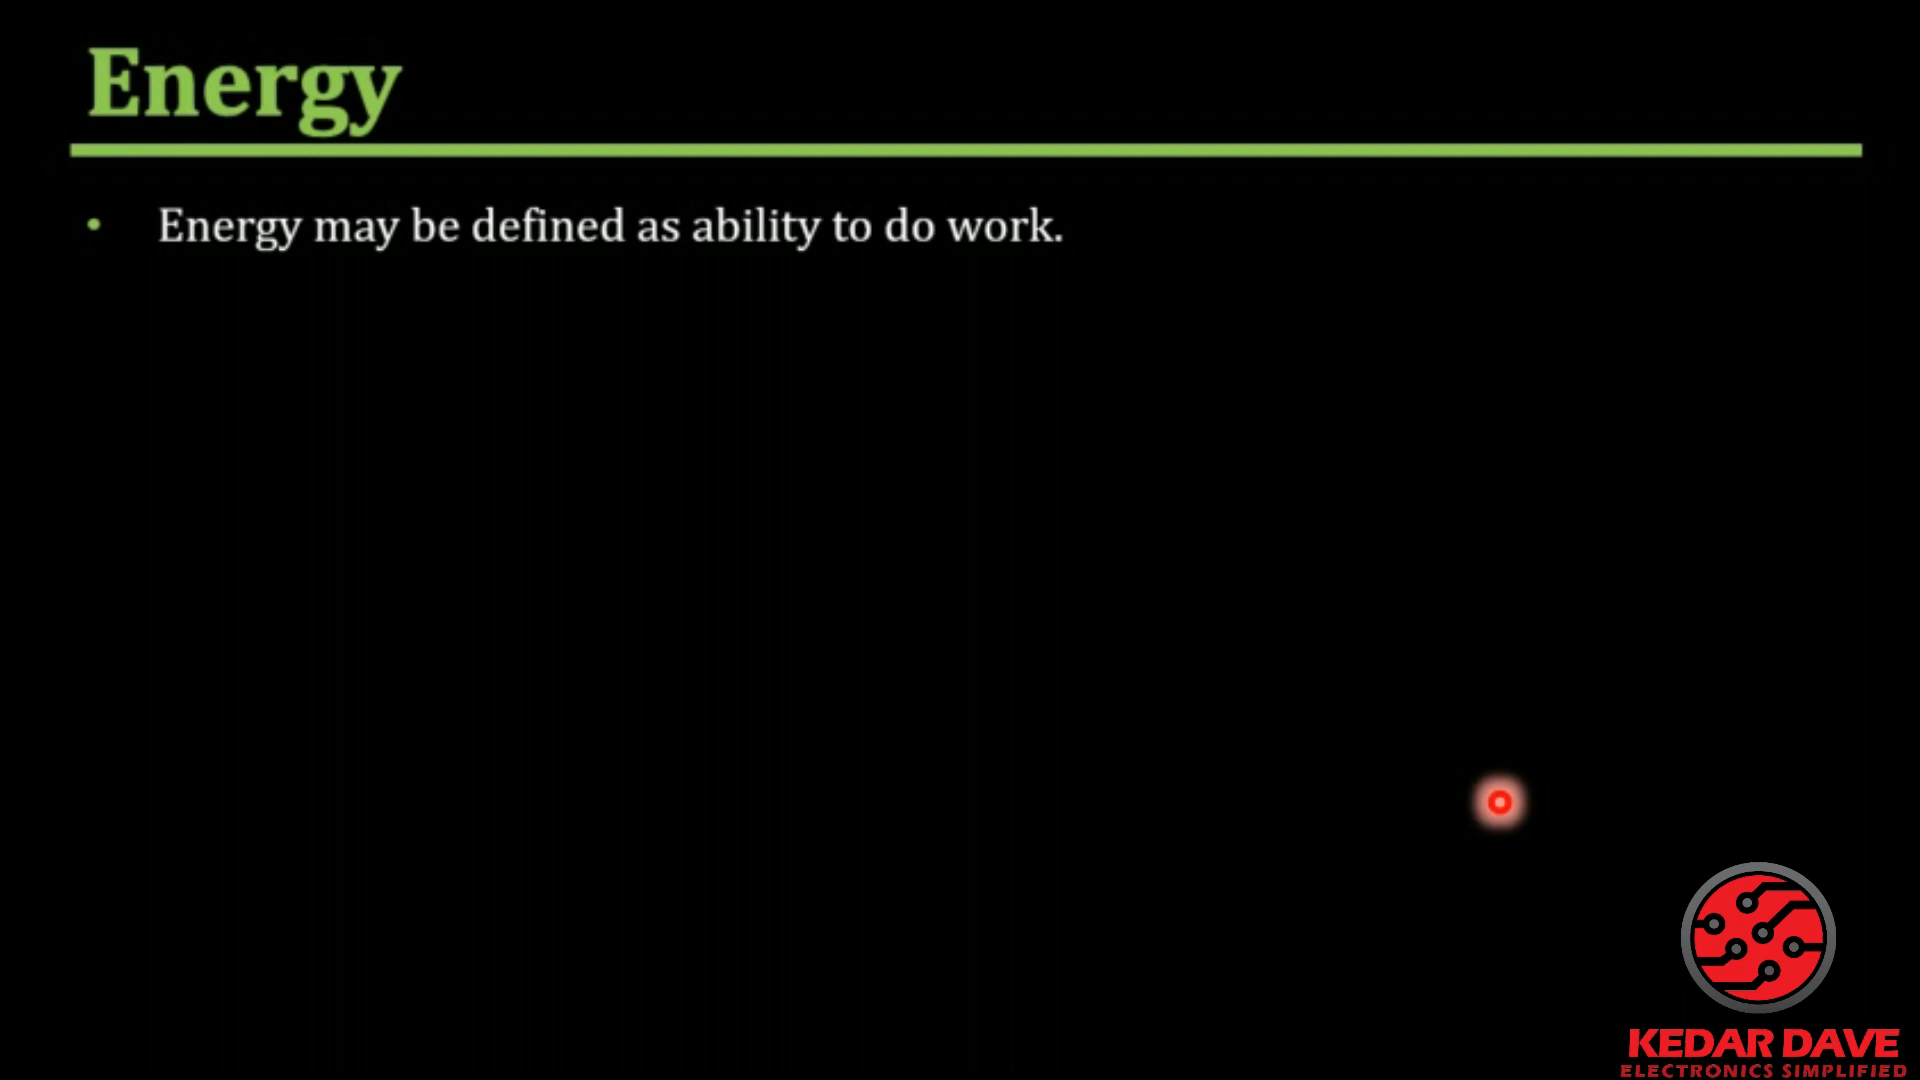 Energy
• Energy may be defined as ability to do work.
KEDAR DAVE
ELECTRONICS SIMPLIFIED